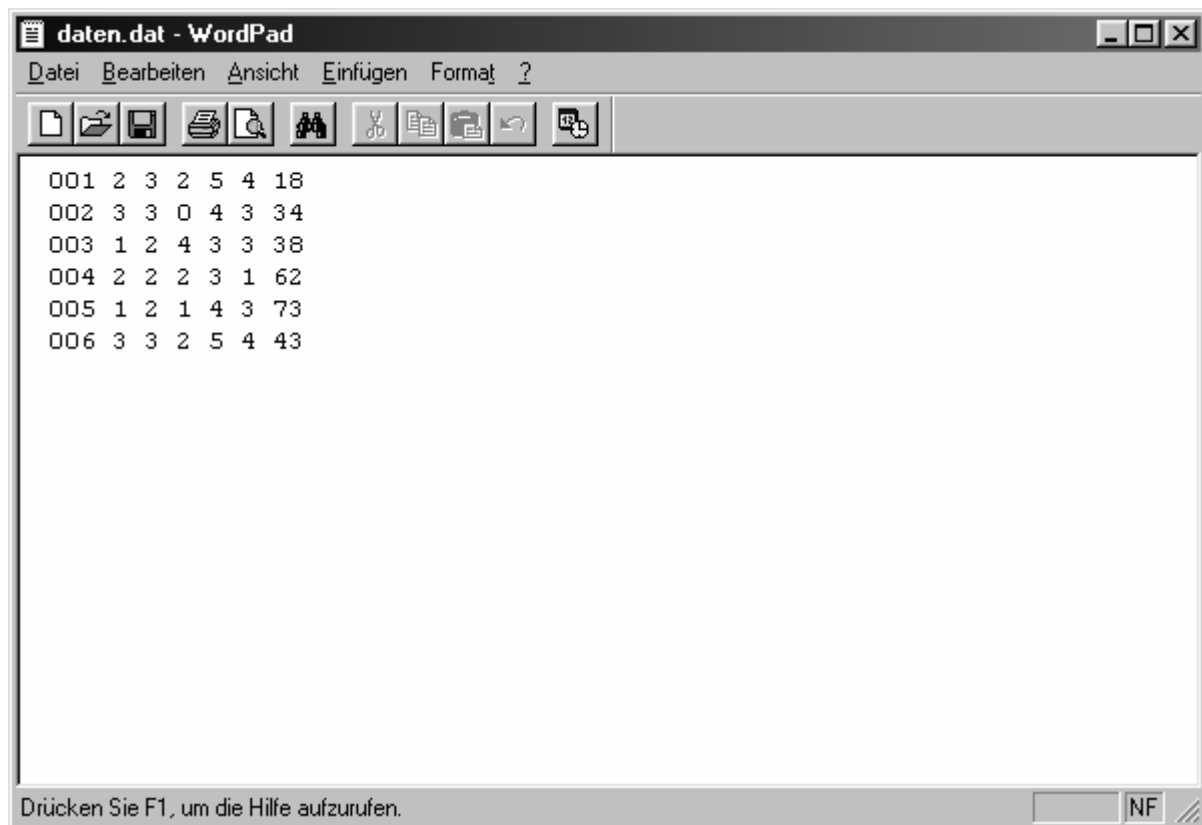 daten.dat - WordPad
Datei Bearbeiten Ansicht Einfügen Format ?
001 2 3 2 5 4 18
002 3 3 0 4 3 34
003 1 2 4 3 3 38
004 2 2 2 3 1 62
005 1 2 1 4 3 73
006 3 3 2 5 4 43
Drücken Sie F1, um die Hilfe aufzurufen. NF